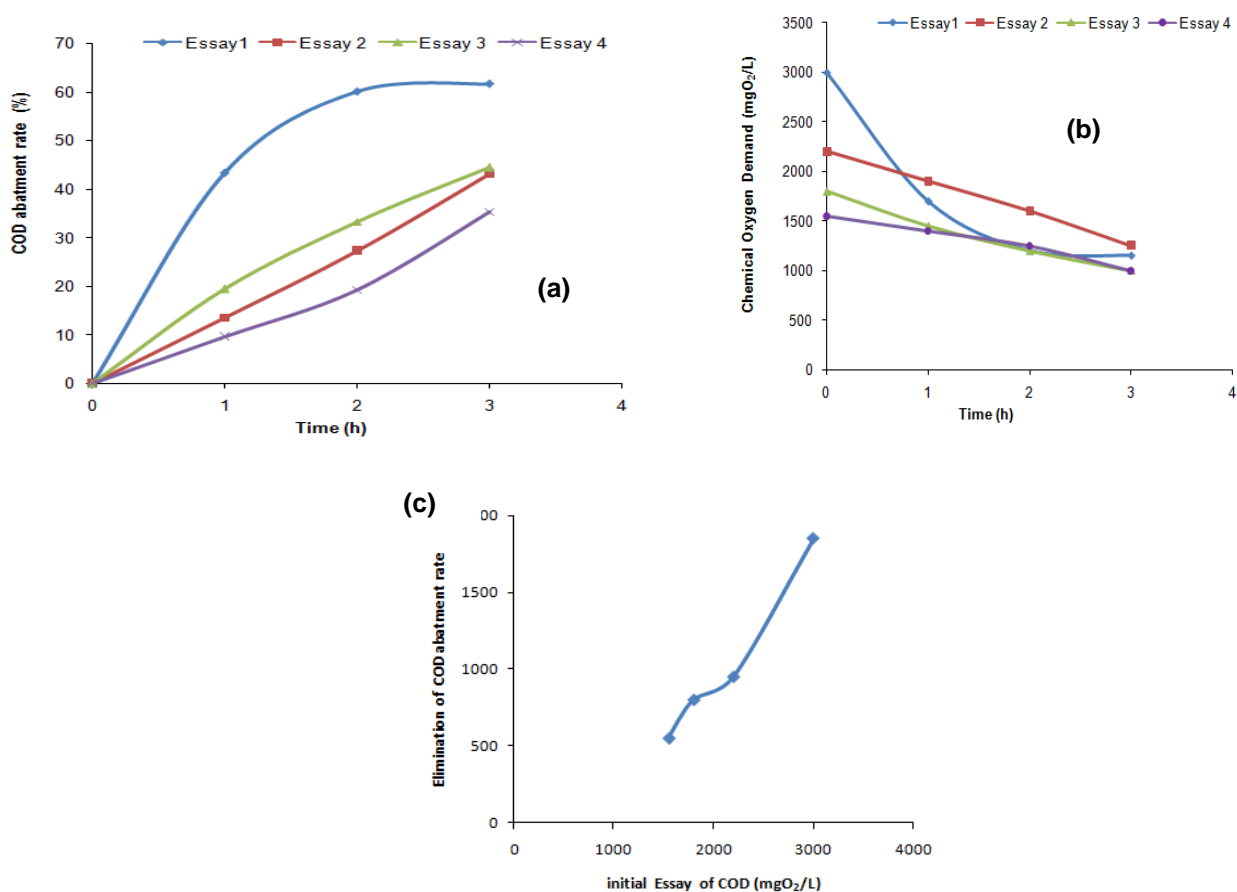 Essay1 Essay 2 Essay 3 Essay 4
COD abatment rate (%)
70
60
50
40
30
20
10
0
0 1 2 3 4
Time (h)
(a)
Essay1 Essay 2 Essay 3 Essay 4
Chemical Oxygen Demand (mgO₂/L)
3500
3000
2500
2000
1500
1000
500
0
0 1 2 3 4
Time (h)
(b)
(c)
Elimination of COD abatment rate
00
1500
1000
500
0
0 1000 2000 3000 4000
initial Essay of COD (mgO₂/L)